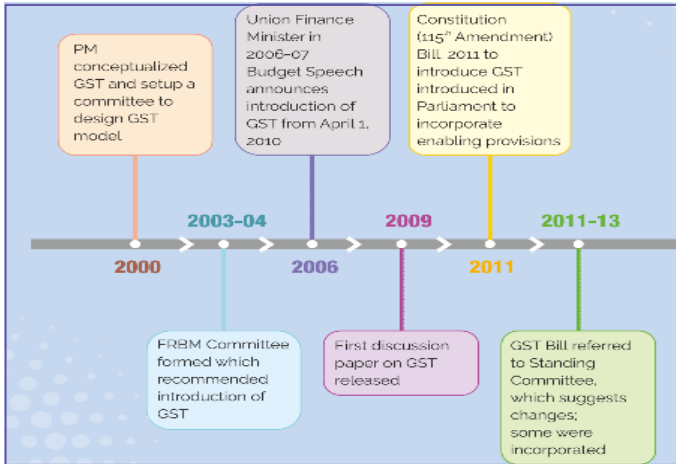 PM
conceptualized
GST and setup a
committee to
design GST
model
Union Finance
Minister in
2006-07
Budget Speech
announces
introduction of
GST from April 1,
2010
Constitution
(115th Amendment)
Bill, 2011 to
introduce GST
introduced in
Parliament to
incorporate
enabling provisions
2003-04
2009
2011-13
2000
2006
2011
FRBM Committee
formed which
recommended
introduction of
GST
First discussion
paper on GST
released
GST Bill referred
to Standing
Committee,
which suggests
changes;
some were
incorporated